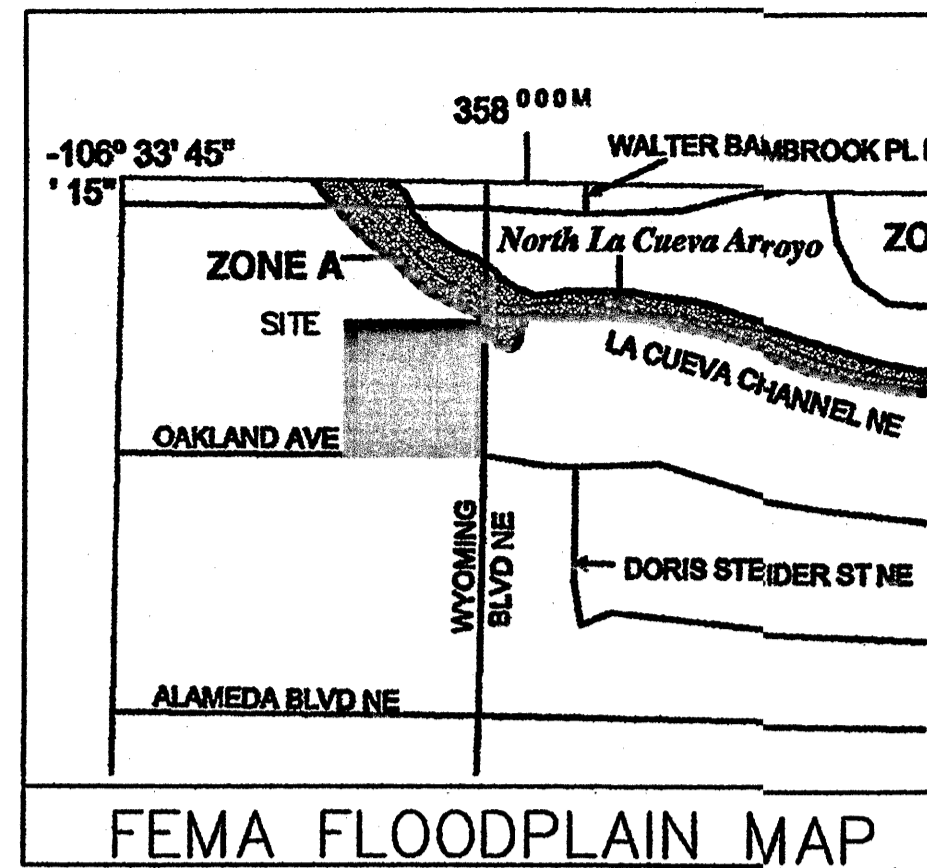 358 000M
-106º 33' 45"
' 15"
WALTER BAMBROOK PL
North La Cueva Arroyo
ZO
ZONE A
SITE
LA CUEVA CHANNEL NE
OAKLAND AVE
WYOMING
BLVD NE
DORIS STEIDER ST NE
ALAMEDA BLVD NE
FEMA FLOODPLAIN MAP